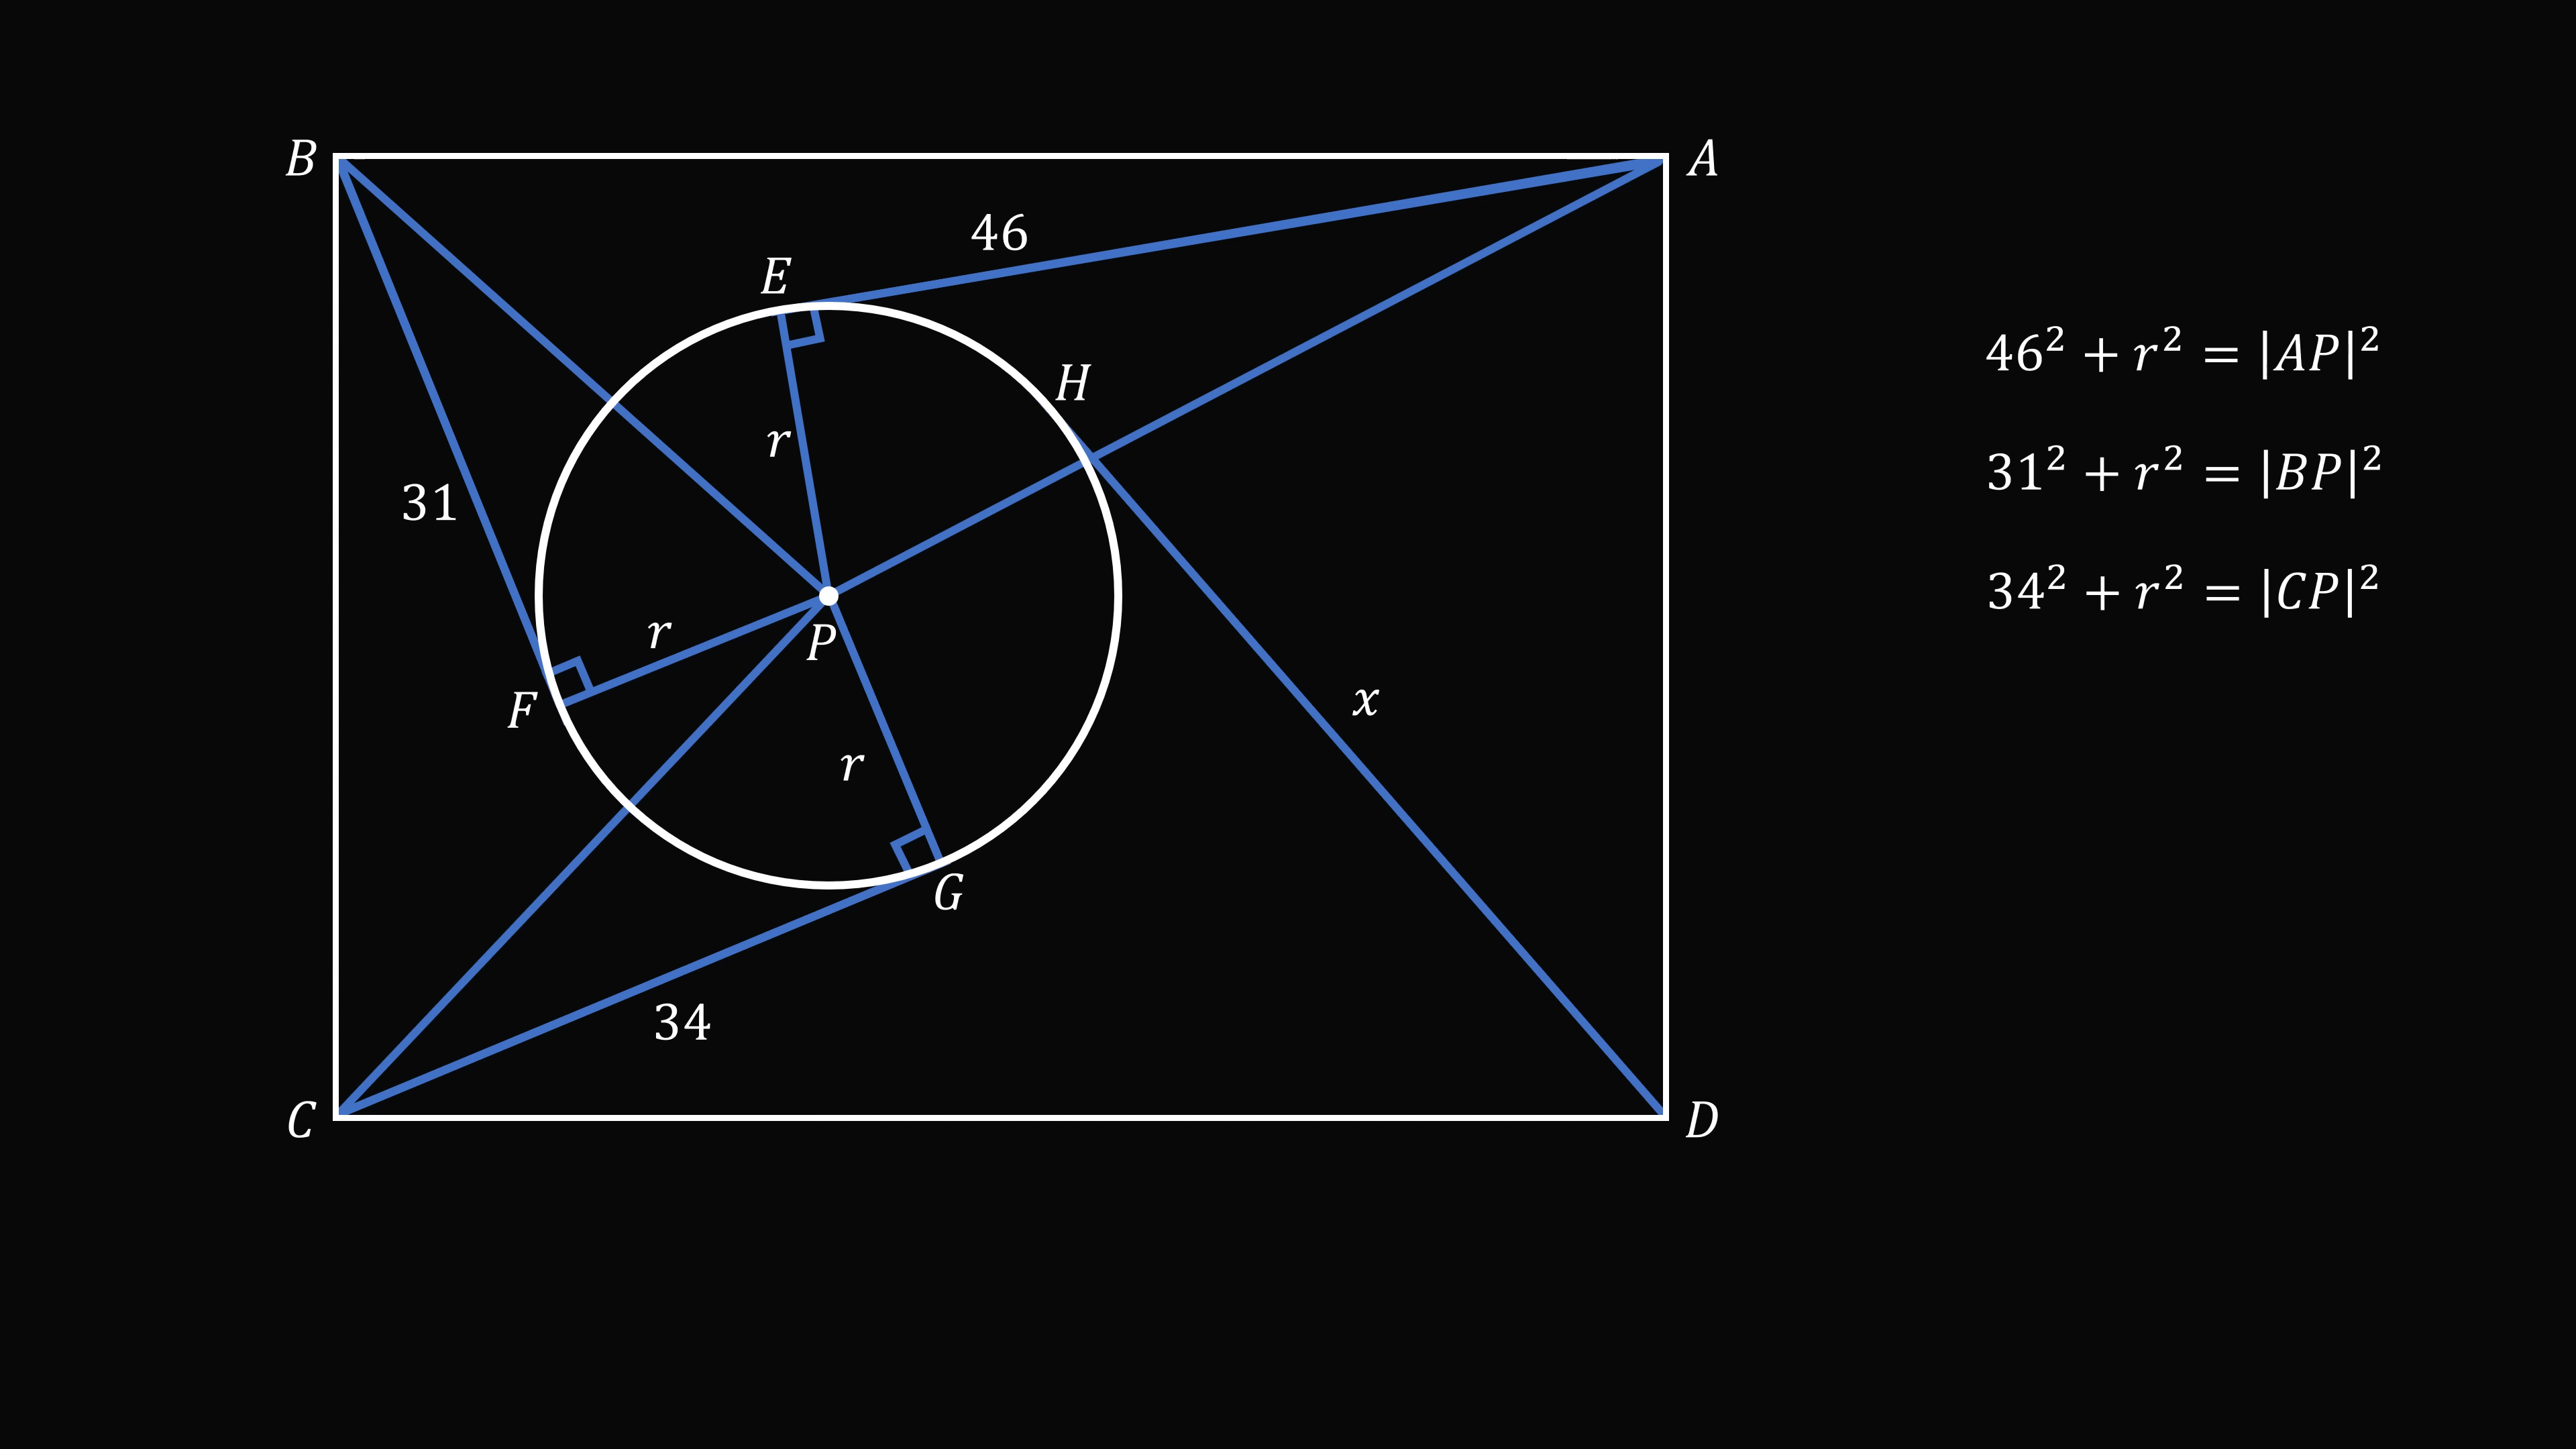 B
A
46
E
H
46² + r² = |AP|²
r
31
31² + r² = |BP|²
34² + r² = |CP|²
r
P
F
x
r
G
34
C
D